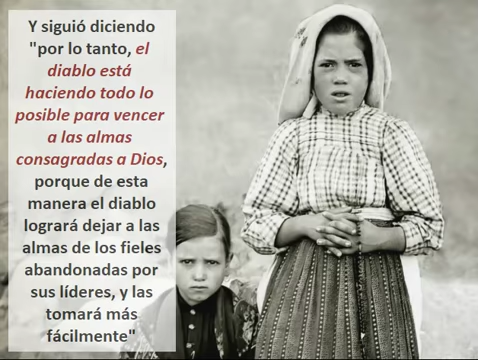 Y siguió diciendo
"por lo tanto, el
diablo está
haciendo todo lo
posible para vencer
a las almas
consagradas a Dios,
porque de esta
manera el diablo
logrará dejar a las
almas de los fieles
abandonadas por
sus líderes, y las
tomará más
fácilmente"